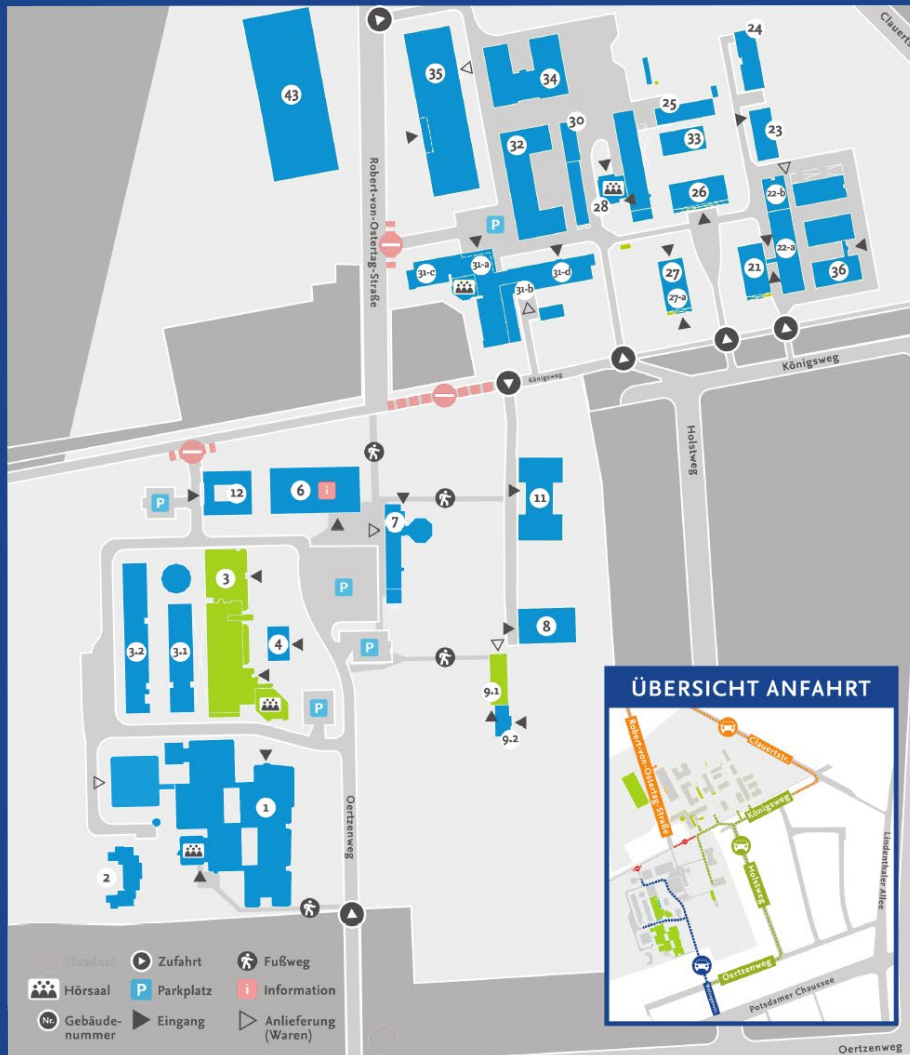 Clauertstr.
24
43
35
34
25
30
33
23
32
28
26
22-b
P
31-c
31-a
31-d
31-b
27
27-a
21
22-a
36
Robert-von-Ostertag-Straße
Königsweg
Königsweg
Holstweg
12
6
i
7
11
P
3
P
4
8
3.2
3.1
P
9.1
9.2
P
1
2
Oertzenweg
ÜBERSICHT ANFAHRT
Robert-von-Ostertag-Straße
Clauertstr.
Königsweg
Holstweg
Lindenthaler Allee
Oertzenweg
Potsdamer Chaussee
Standort
Zufahrt
Fußweg
Hörsaal
P
Parkplatz
i
Information
Nr.
Gebäude-
nummer
Eingang
Anlieferung
(Waren)
Oertzenweg